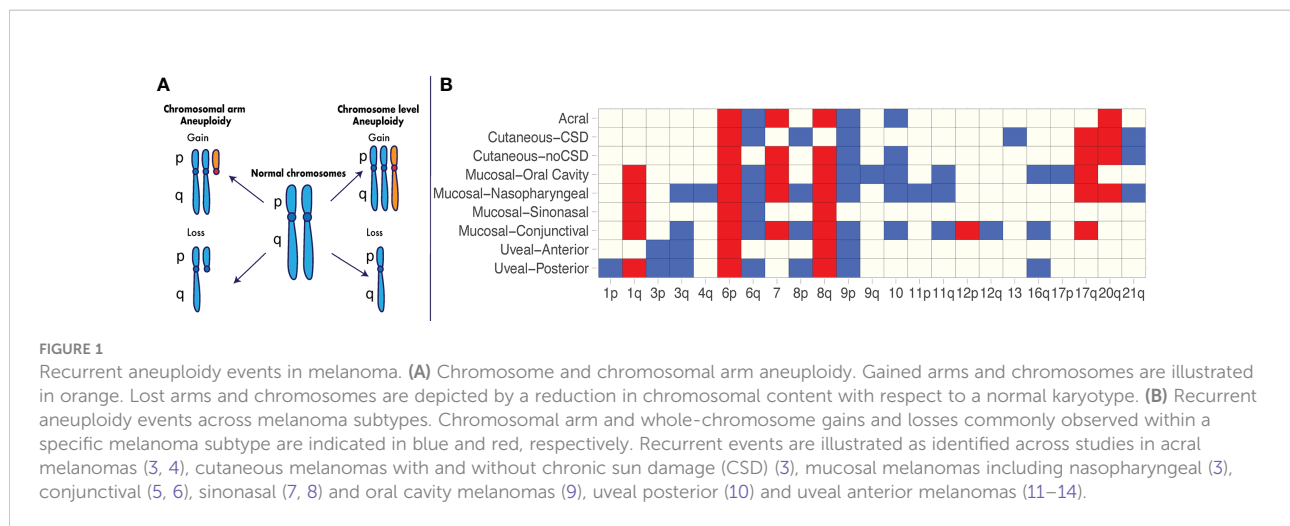 A
B
Chromosomal arm
Aneuploidy
Gain
p
q
Loss
p
q
Normal chromosomes
p
q
Chromosome level
Aneuploidy
Gain
p
q
Loss
p
q
Acral
Cutaneous–CSD
Cutaneous–noCSD
Mucosal–Oral Cavity
Mucosal–Nasopharyngeal
Mucosal–Sinonasal
Mucosal–Conjunctival
Uveal–Anterior
Uveal–Posterior
1p 1q 3p 3q 4q 6p 6q 7 8p 8q 9p 9q 10 11p 11q 12p 12q 13 16q 17p 17q 20q 21q
FIGURE 1
Recurrent aneuploidy events in melanoma. (A) Chromosome and chromosomal arm aneuploidy. Gained arms and chromosomes are illustrated
in orange. Lost arms and chromosomes are depicted by a reduction in chromosomal content with respect to a normal karyotype. (B) Recurrent
aneuploidy events across melanoma subtypes. Chromosomal arm and whole-chromosome gains and losses commonly observed within a
specific melanoma subtype are indicated in blue and red, respectively. Recurrent events are illustrated as identified across studies in acral
melanomas (3, 4), cutaneous melanomas with and without chronic sun damage (CSD) (3), mucosal melanomas including nasopharyngeal (3),
conjunctival (5, 6), sinonasal (7, 8) and oral cavity melanomas (9), uveal posterior (10) and uveal anterior melanomas (11–14).